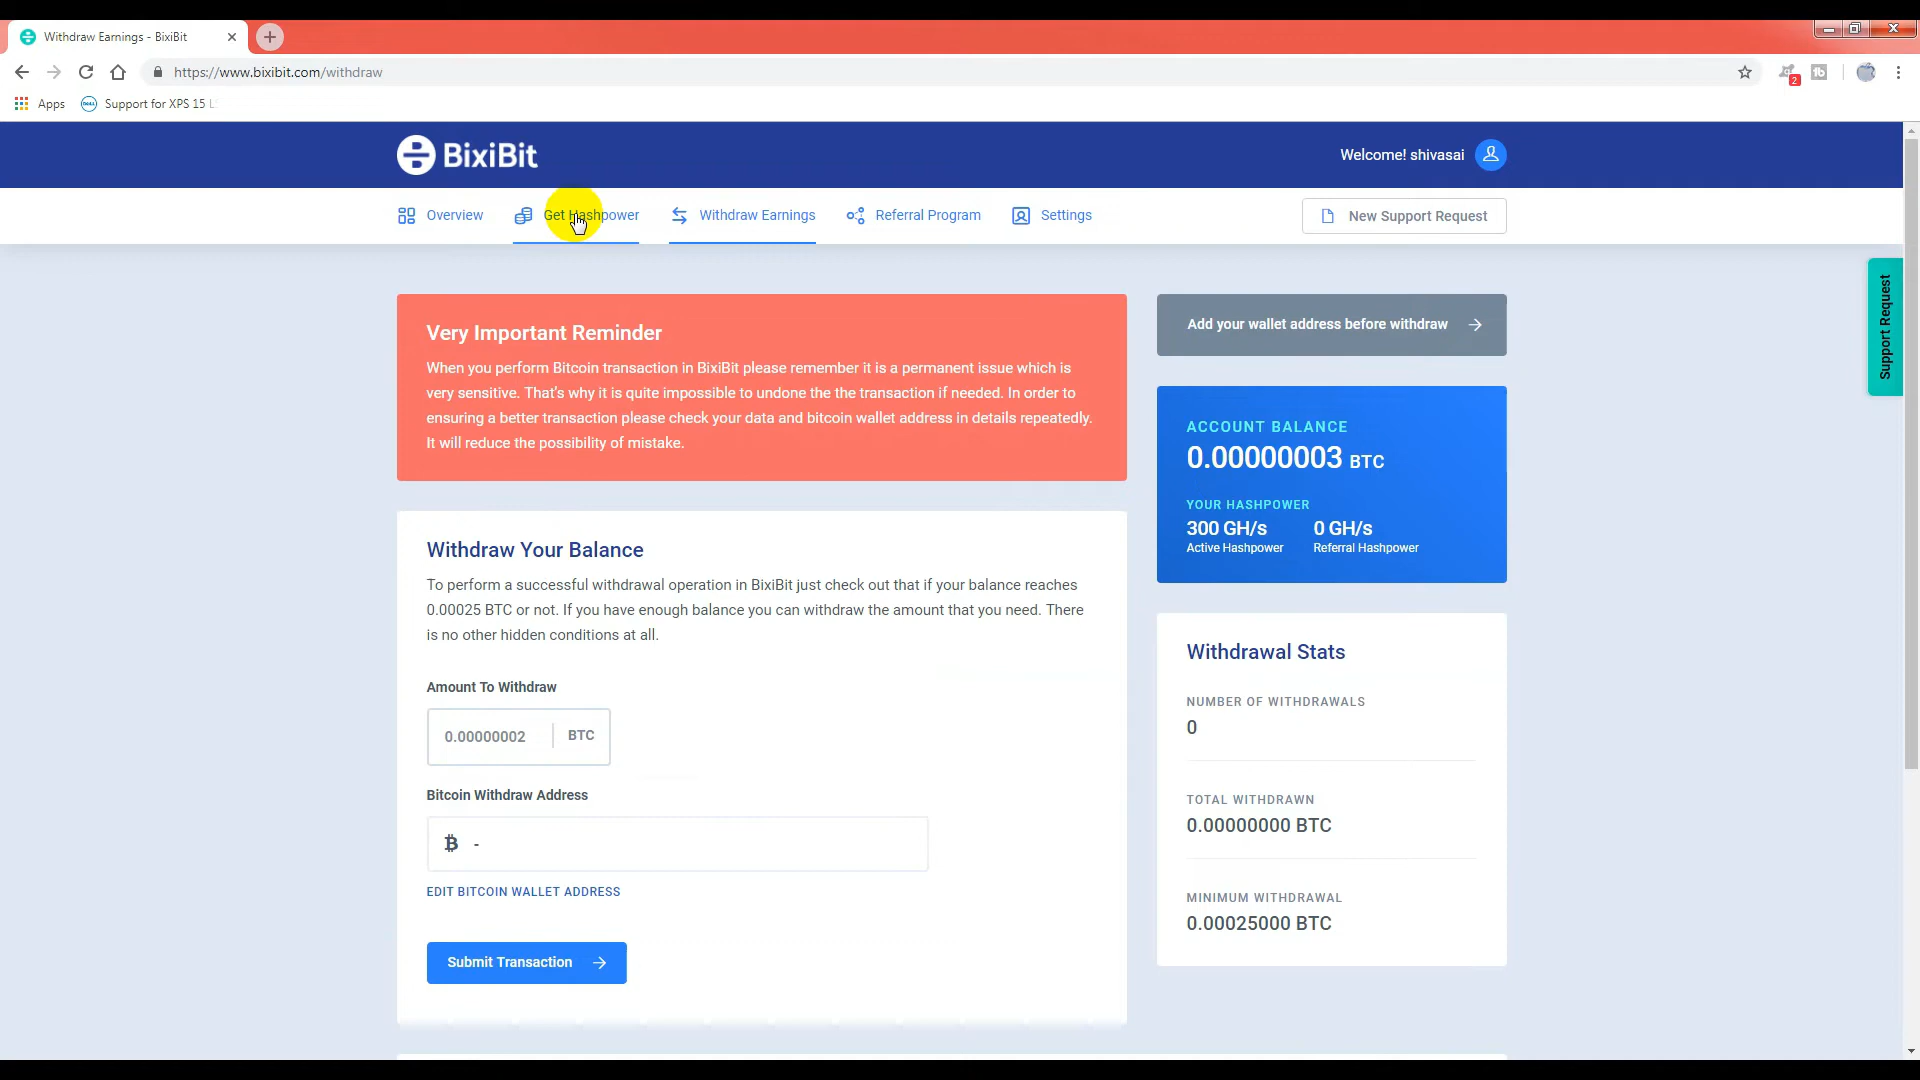 Withdraw Earnings - BixiBit
https://www.bixibit.com/withdraw
2
Apps
Support for XPS 15 L
BixiBit
Welcome! shivasai
Overview
Get Hashpower
Withdraw Earnings
Referral Program
Settings
New Support Request
Support Request
Very Important Reminder
When you perform Bitcoin transaction in BixiBit please remember it is a permanent issue which is
very sensitive. That's why it is quite impossible to undone the the transaction if needed. In order to
ensuring a better transaction please check your data and bitcoin wallet address in details repeatedly.
It will reduce the possibility of mistake.
Add your wallet address before withdraw
ACCOUNT BALANCE
0.00000003 BTC
YOUR HASHPOWER
300 GH/s
Active Hashpower
0 GH/s
Referral Hashpower
Withdraw Your Balance
To perform a successful withdrawal operation in BixiBit just check out that if your balance reaches
0.00025 BTC or not. If you have enough balance you can withdraw the amount that you need. There
is no other hidden conditions at all.
Amount To Withdraw
0.00000002 BTC
Bitcoin Withdraw Address
-
EDIT BITCOIN WALLET ADDRESS
Submit Transaction
Withdrawal Stats
NUMBER OF WITHDRAWALS
0
TOTAL WITHDRAWN
0.00000000 BTC
MINIMUM WITHDRAWAL
0.00025000 BTC